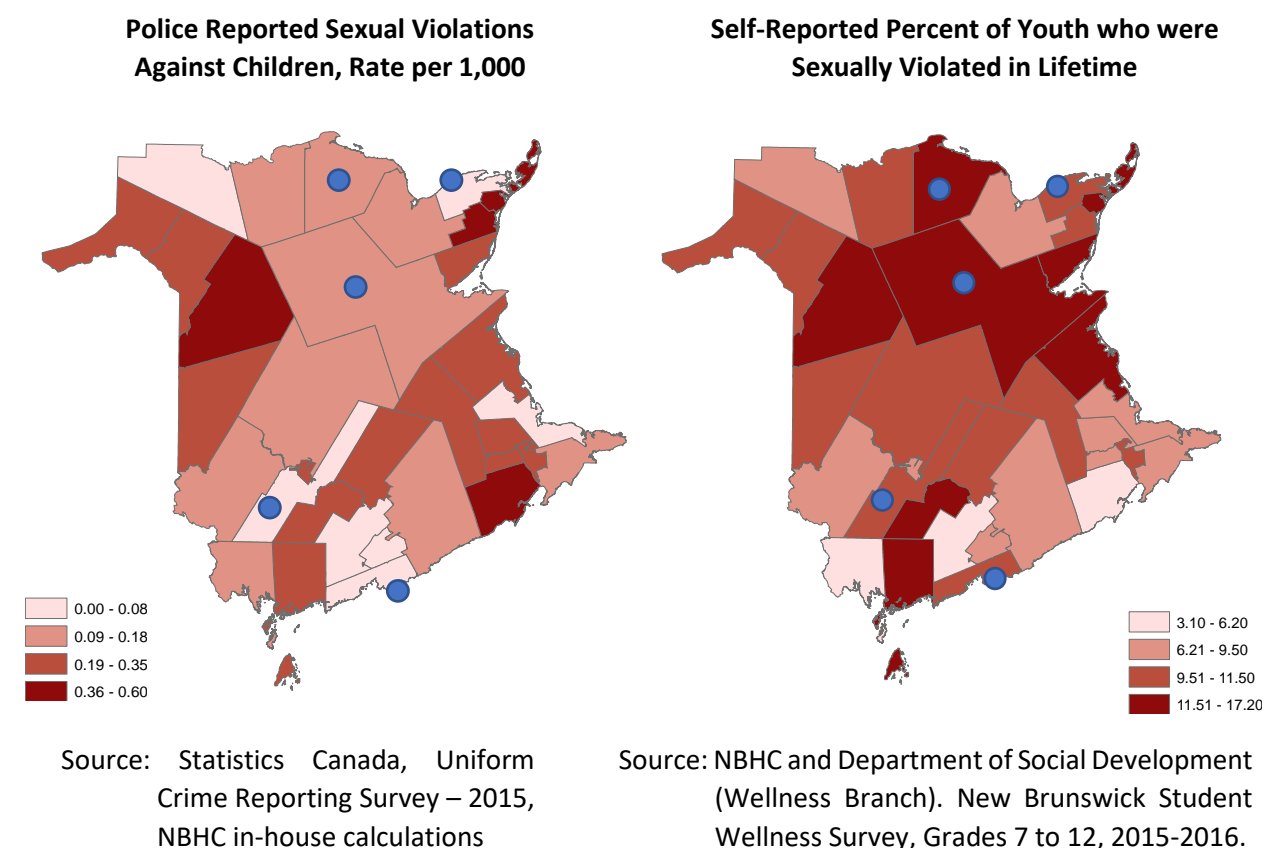 Police Reported Sexual Violations
Against Children, Rate per 1,000
0.00 - 0.08
0.09 - 0.18
0.19 - 0.35
0.36 - 0.60
Source: Statistics Canada, Uniform
Crime Reporting Survey – 2015,
NBHC in-house calculations
Self-Reported Percent of Youth who were
Sexually Violated in Lifetime
3.10 - 6.20
6.21 - 9.50
9.51 - 11.50
11.51 - 17.20
Source: NBHC and Department of Social Development
(Wellness Branch). New Brunswick Student
Wellness Survey, Grades 7 to 12, 2015-2016.